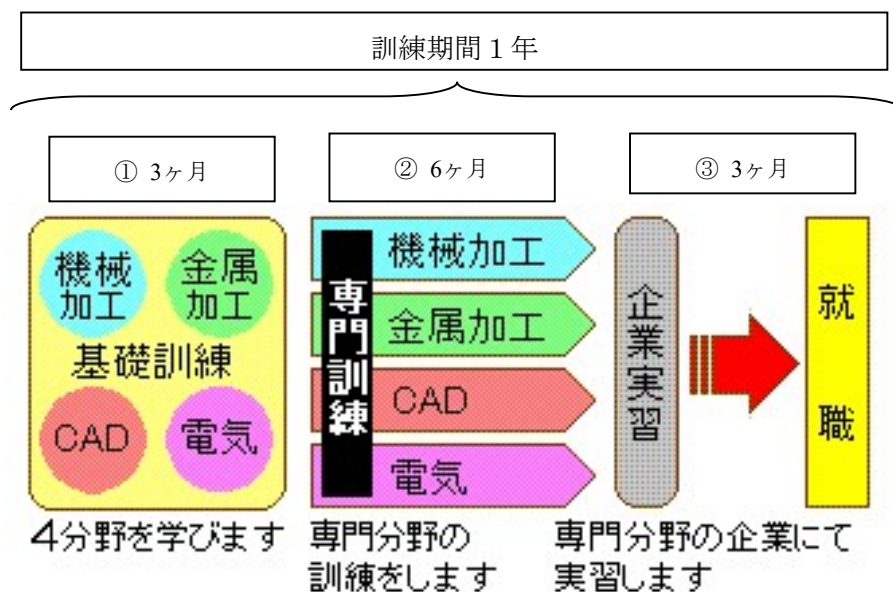 訓練期間１年
① 3ヶ月
② 6ヶ月
③ 3ヶ月
機械
加工
金属
加工
基礎訓練
CAD
電気
4分野を学びます
専門訓練
機械加工
金属加工
CAD
電気
専門分野の
訓練をします
企業実習
専門分野の企業にて
実習します
就職